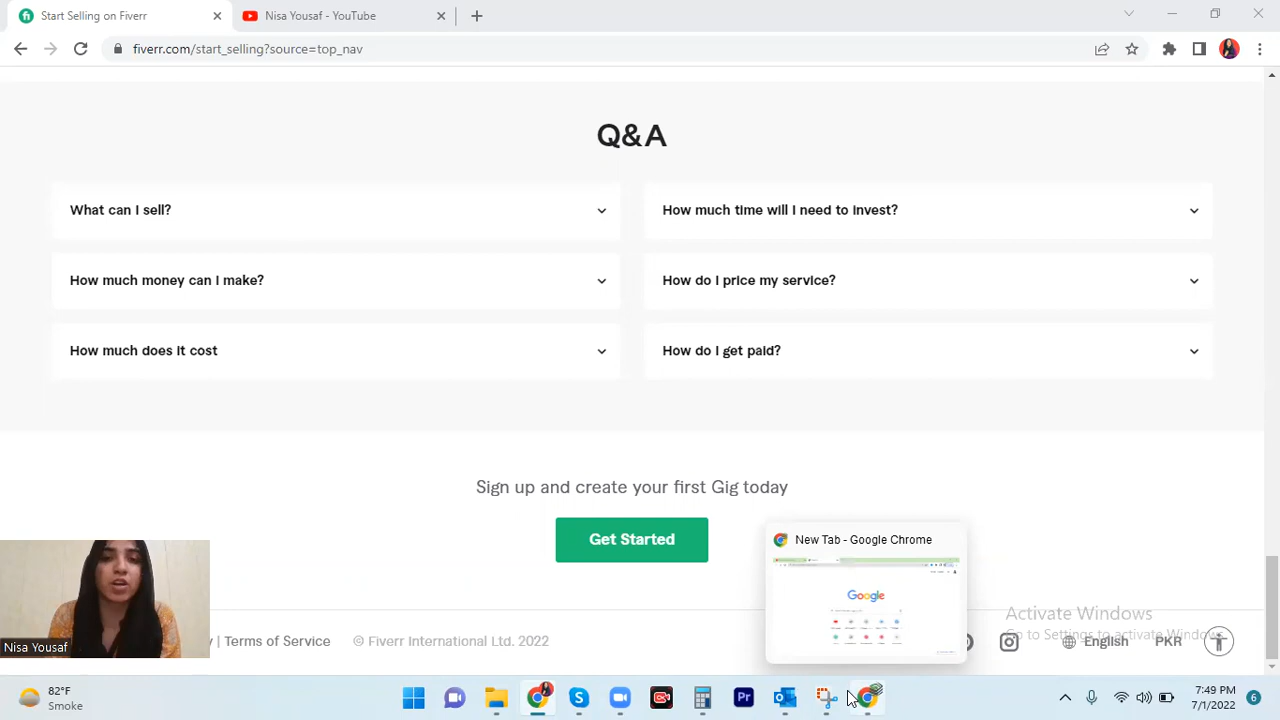 Start Selling on Fiverr
Nisa Yousaf - YouTube
fiverr.com/start_selling?source=top_nav
Q&A
What can I sell?
How much time will I need to invest?
How much money can I make?
How do I price my service?
How much does it cost
How do I get paid?
Sign up and create your first Gig today
Get Started
New Tab - Google Chrome
Google
Activate Windows
Go to Settings to activate Windows.
| Terms of Service
© Fiverr International Ltd. 2022
English
PKR
Nisa Yousaf
82°F
Smoke
Pr
7:49 PM
7/1/2022
6